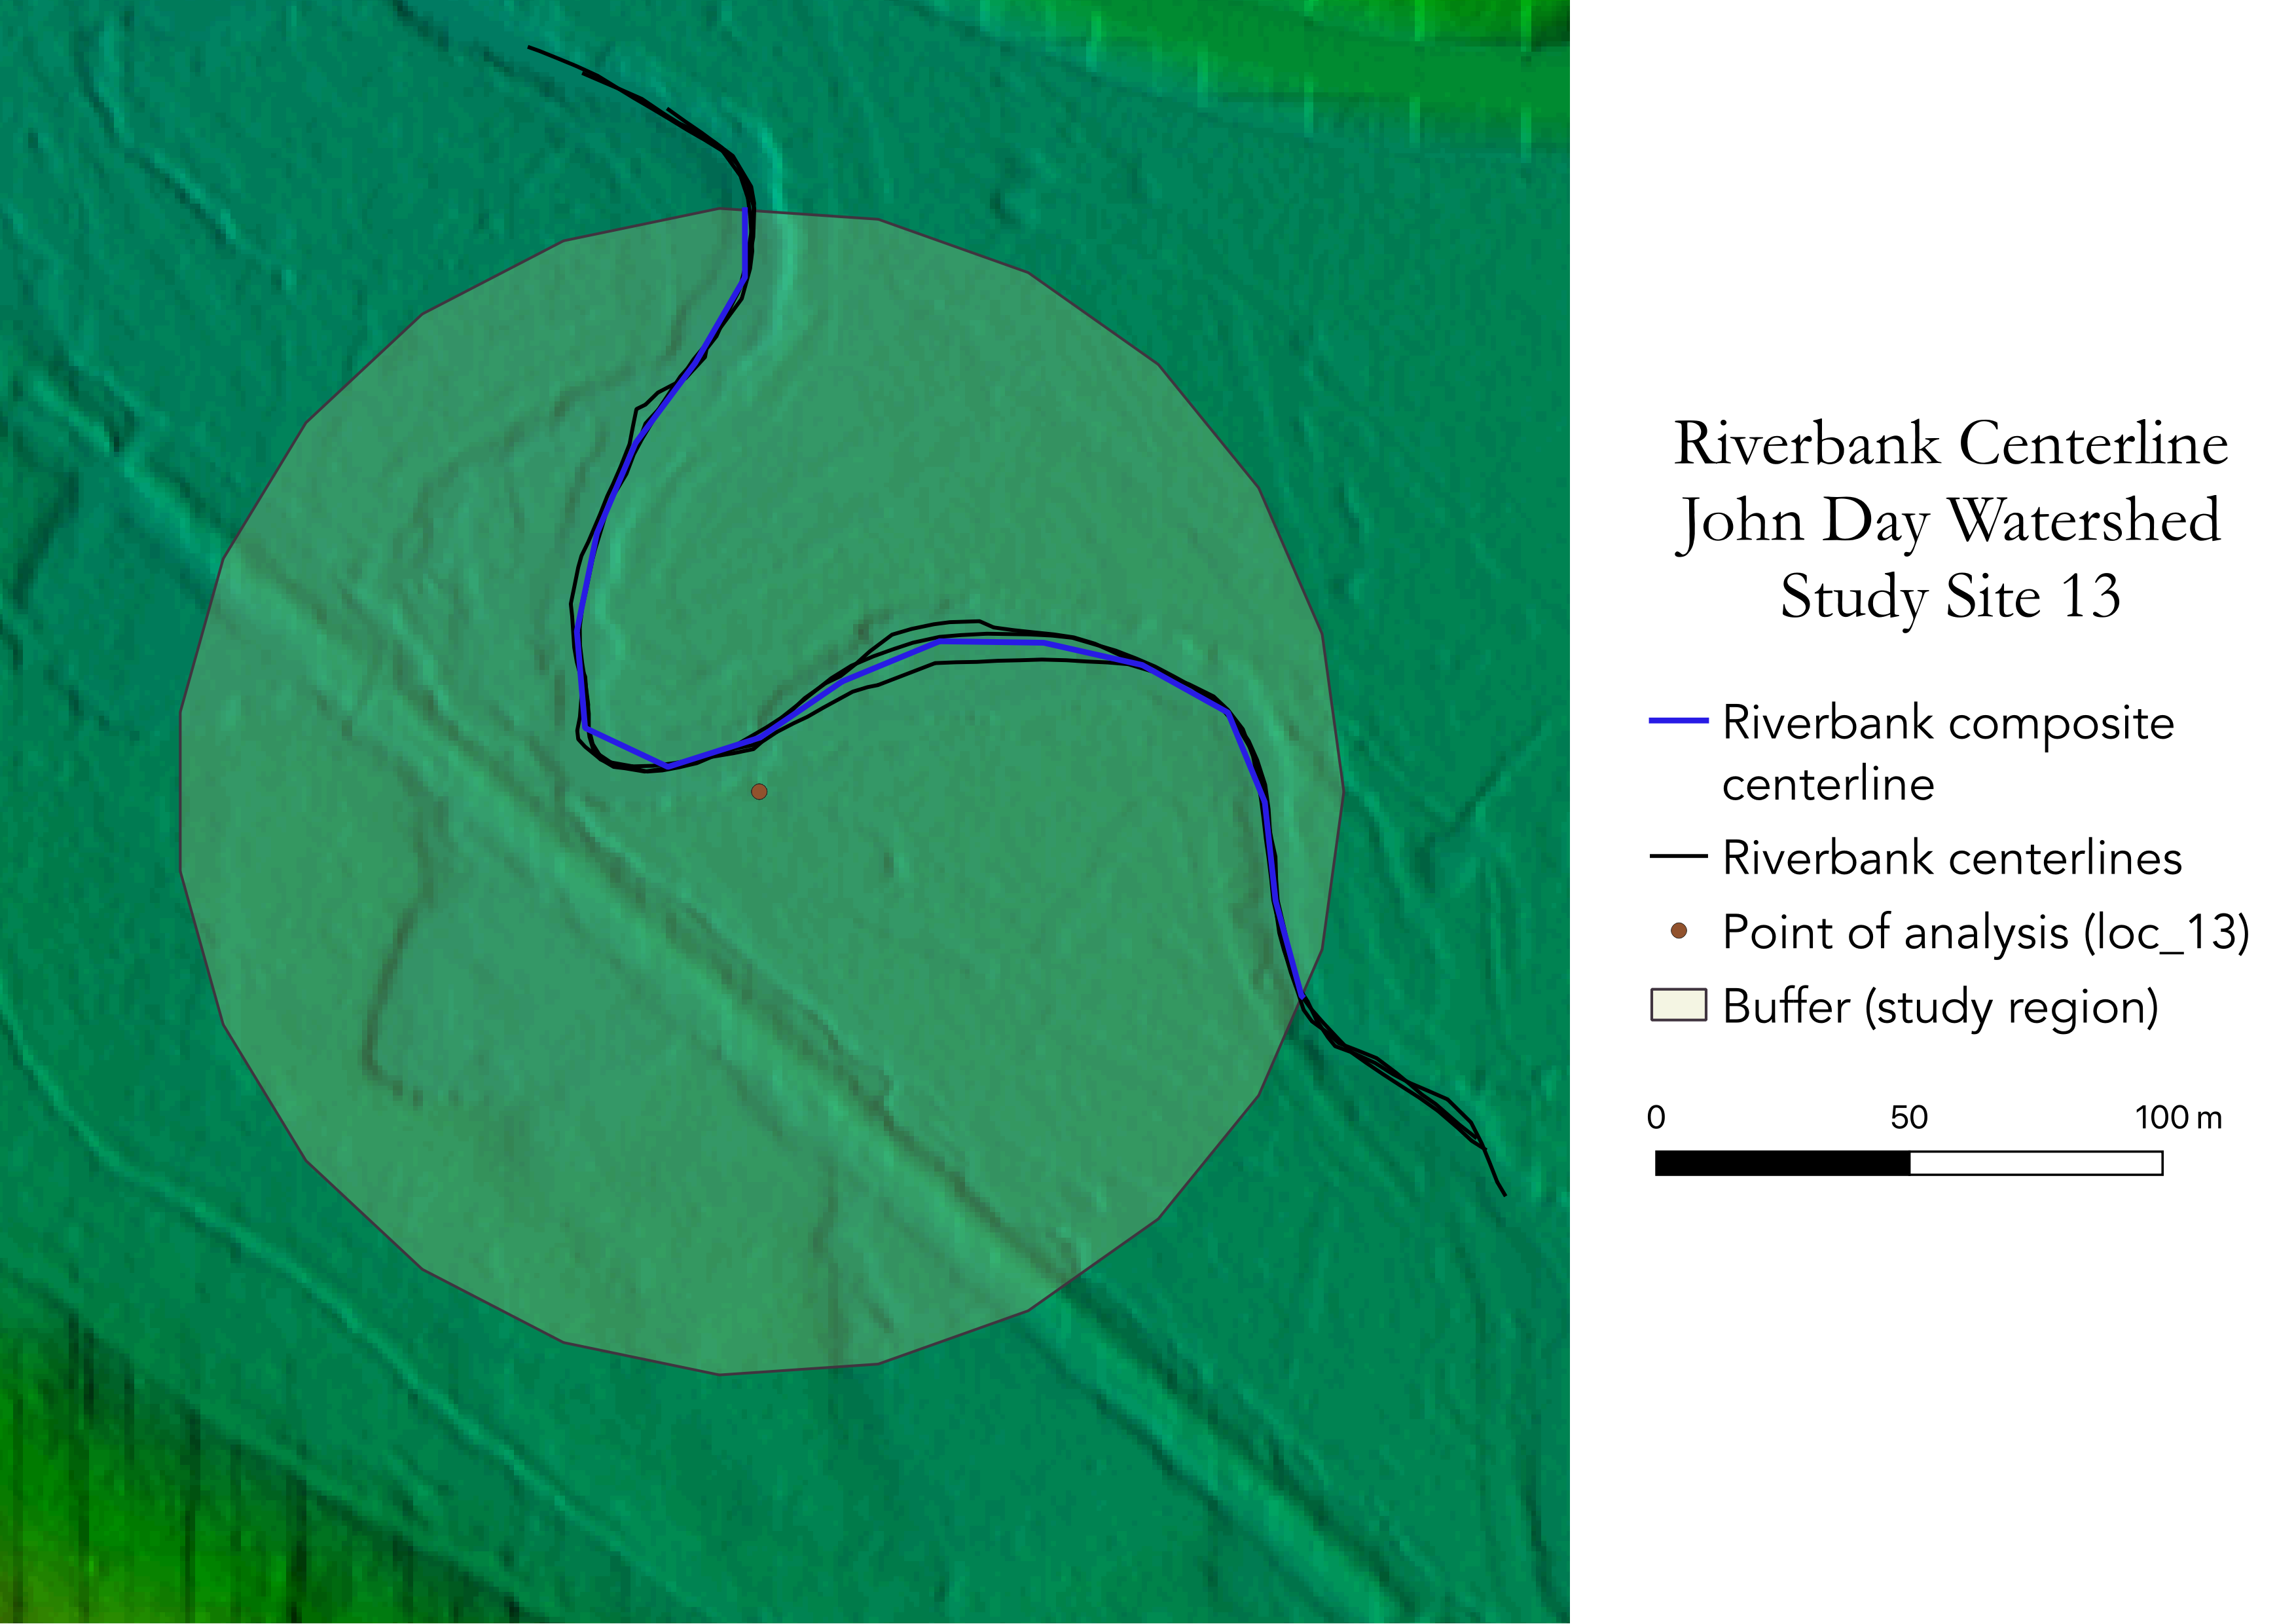 Riverbank Centerline
John Day Watershed
Study Site 13
Riverbank composite
centerline
Riverbank centerlines
Point of analysis (loc_13)
Buffer (study region)
0 50 100 m